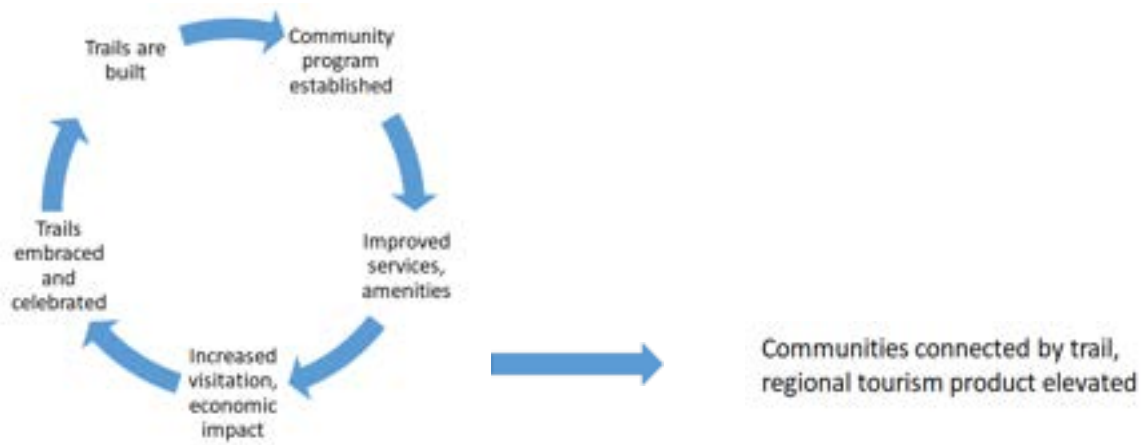 Trails are
built
Community
program
established
Improved
services,
amenities
Increased
visitation,
economic
impact
Trails
embraced
and
celebrated
Communities connected by trail,
regional tourism product elevated